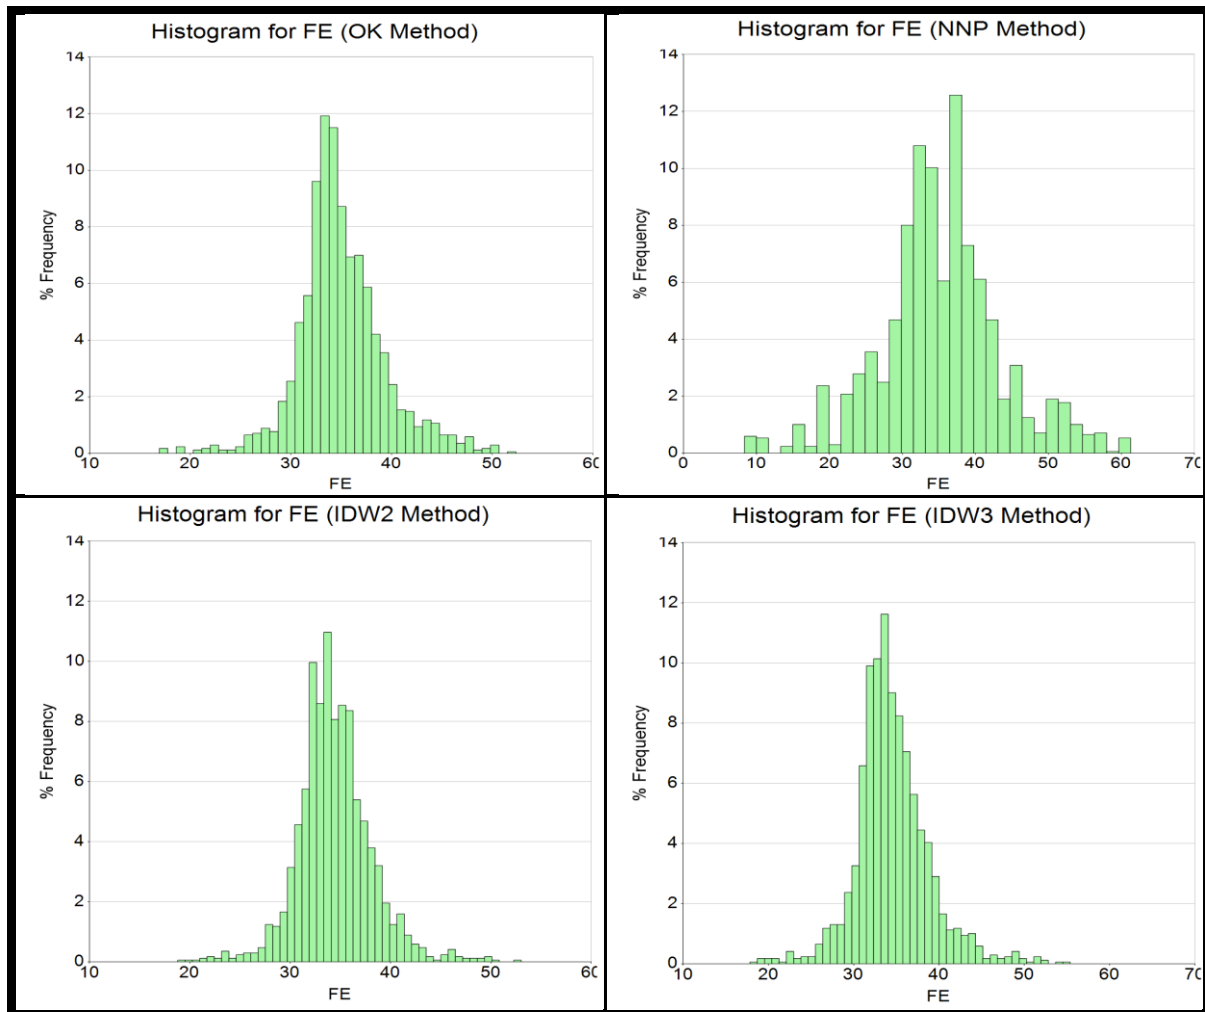 Histogram for FE (OK Method)
14
12
10
8
6
4
2
0
% Frequency
10 20 30 40 50 60
FE
Histogram for FE (NNP Method)
14
12
10
8
6
4
2
0
% Frequency
0 10 20 30 40 50 60 70
FE
Histogram for FE (IDW2 Method)
14
12
10
8
6
4
2
0
% Frequency
10 20 30 40 50 60
FE
Histogram for FE (IDW3 Method)
14
12
10
8
6
4
2
0
% Frequency
10 20 30 40 50 60 70
FE